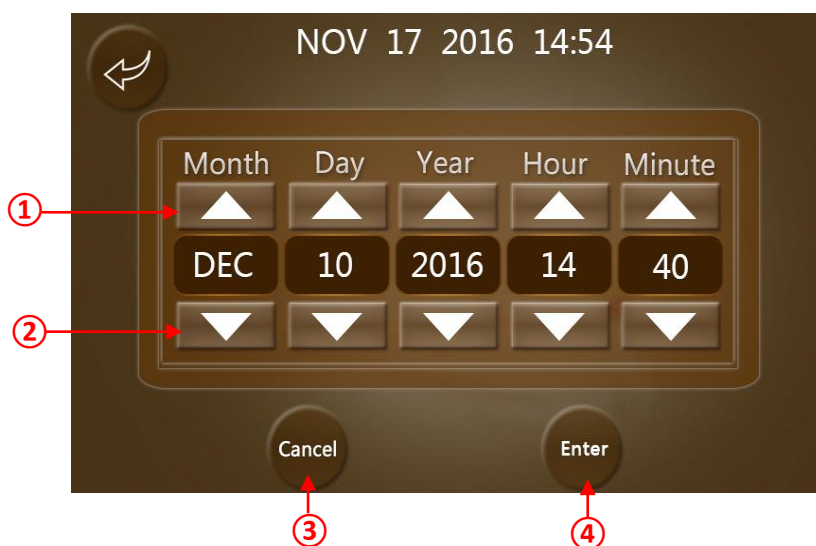 NOV 17 2016 14:54
Month Day Year Hour Minute
①
DEC 10 2016 14 40
②
Cancel Enter
③ ④